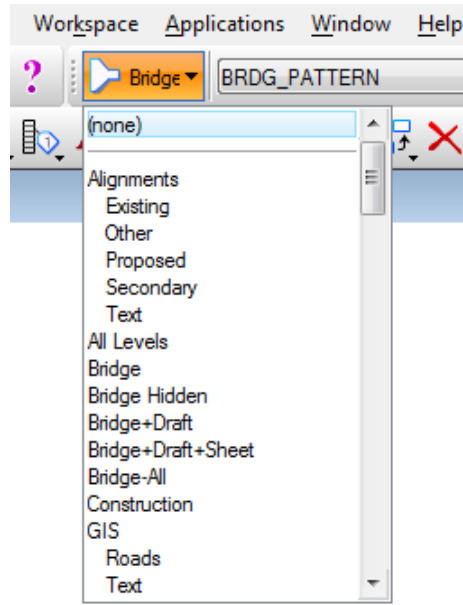 Workspace Applications Window Help
? Bridge BRDG_PATTERN
(none)
1
Alignments
Existing
Other
Proposed
Secondary
Text
All Levels
Bridge
Bridge Hidden
Bridge+Draft
Bridge+Draft+Sheet
Bridge-All
Construction
GIS
Roads
Text